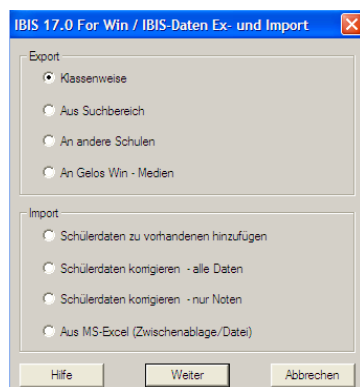 IBIS 17.0 For Win / IBIS-Daten Ex- und Import
Export
Klassenweise
Aus Suchbereich
An andere Schulen
An Gelos Win - Medien
Import
Schülerdaten zu vorhandenen hinzufügen
Schülerdaten korrigieren - alle Daten
Schülerdaten korrigieren - nur Noten
Aus MS-Excel (Zwischenablage/Datei)
Hilfe Weiter Abbrechen